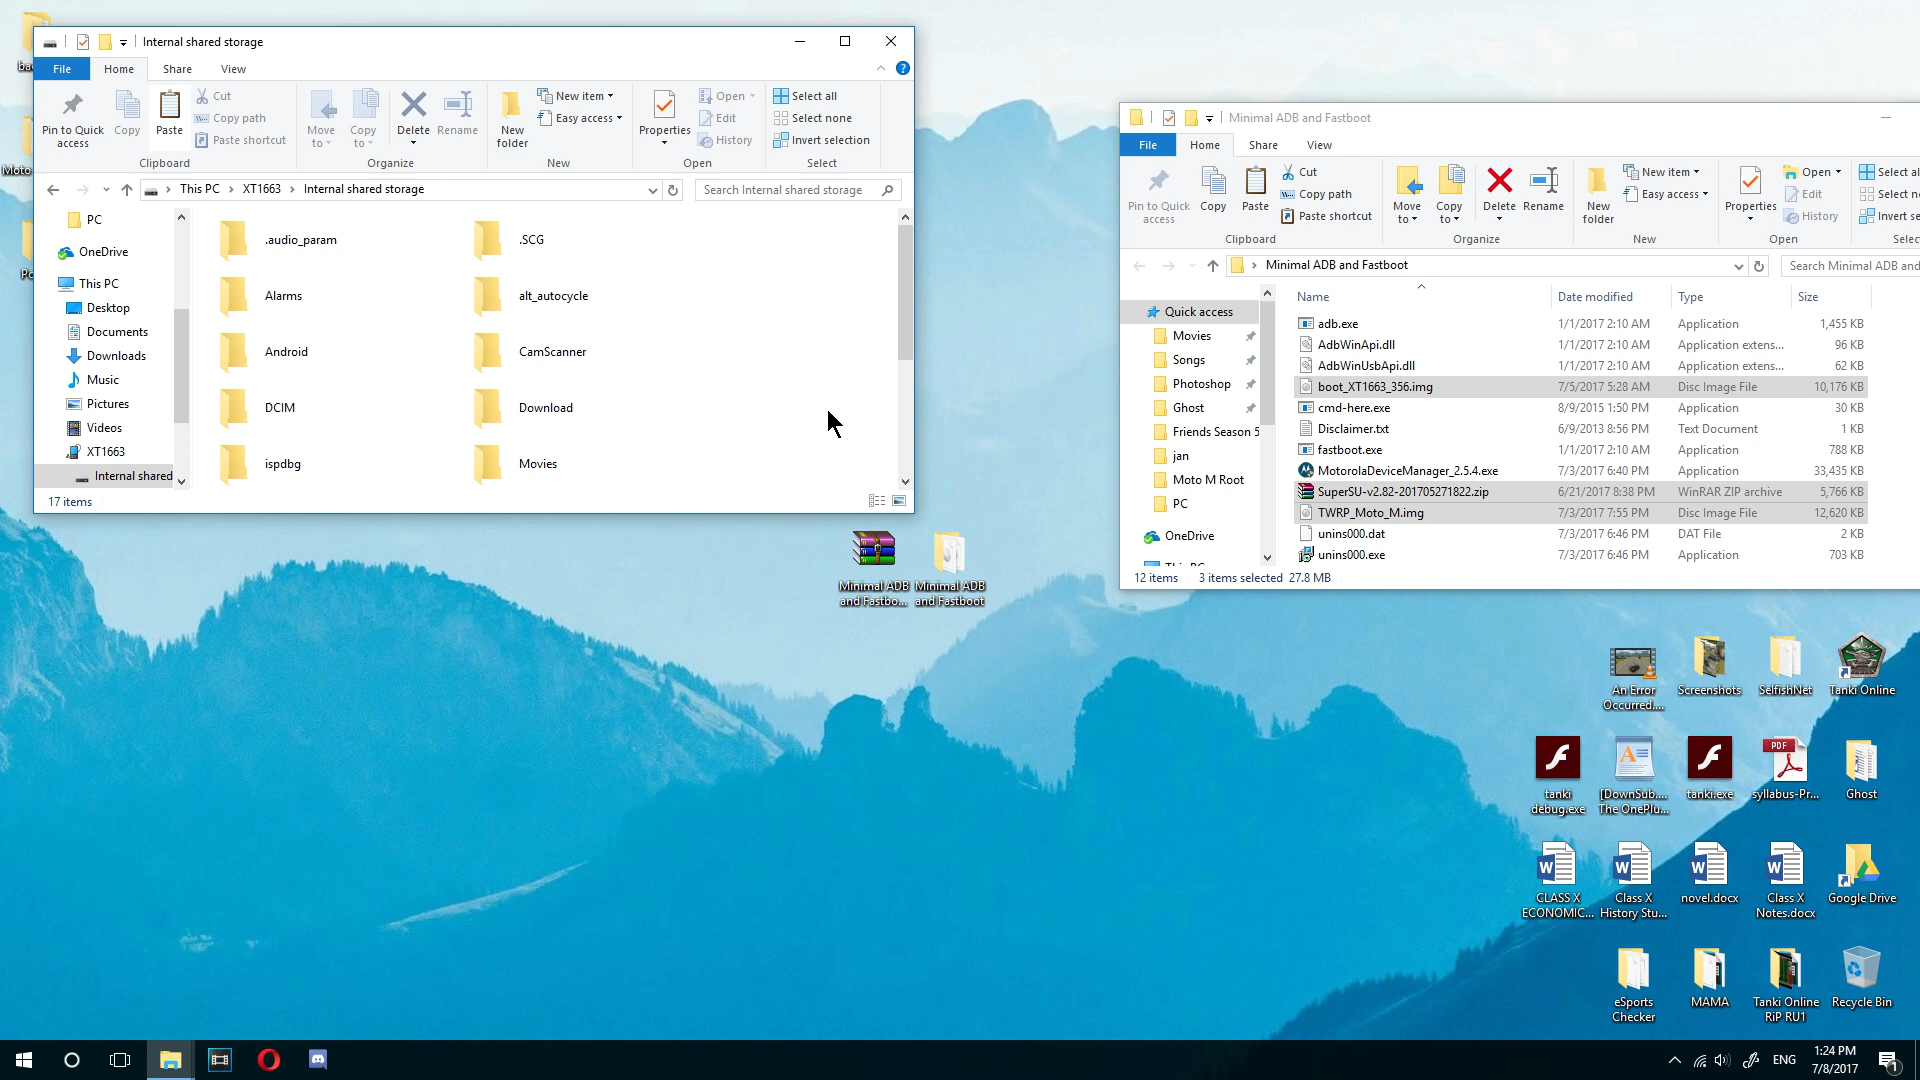 Internal shared storage
File Home Share View
Pin to Quick access
Copy
Paste
Cut
Copy path
Paste shortcut
Clipboard
Move to
Copy to
Delete
Rename
Organize
New folder
New item
Easy access
New
Properties
Open
Edit
History
Open
Select all
Select none
Invert selection
Select
This PC > XT1663 > Internal shared storage
Search Internal shared storage
PC
OneDrive
This PC
Desktop
Documents
Downloads
Music
Pictures
Videos
XT1663
Internal shared
.audio_param
.SCG
Alarms
alt_autocycle
Android
CamScanner
DCIM
Download
ispdbg
Movies
17 items
Minimal ADB and Fastboot
File Home Share View
Pin to Quick access
Copy
Paste
Cut
Copy path
Paste shortcut
Clipboard
Move to
Copy to
Delete
Rename
Organize
New folder
New item
Easy access
New
Properties
Open
Edit
History
Open
Select al
Select no
Invert se
Selec
> Minimal ADB and Fastboot
Search Minimal ADB and
Quick access
Movies
Songs
Photoshop
Ghost
Friends Season 5
jan
Moto M Root
PC
OneDrive
Name Date modified Type Size
adb.exe 1/1/2017 2:10 AM Application 1,455 KB
AdbWinApi.dll 1/1/2017 2:10 AM Application extens... 96 KB
AdbWinUsbApi.dll 1/1/2017 2:10 AM Application extens... 62 KB
boot_XT1663_356.img 7/5/2017 5:28 AM Disc Image File 10,176 KB
cmd-here.exe 8/9/2015 1:50 PM Application 30 KB
Disclaimer.txt 6/9/2013 8:56 PM Text Document 1 KB
fastboot.exe 1/1/2017 2:10 AM Application 788 KB
MotorolaDeviceManager_2.5.4.exe 7/3/2017 6:40 PM Application 33,435 KB
SuperSU-v2.82-201705271822.zip 6/21/2017 8:38 PM WinRAR ZIP archive 5,766 KB
TWRP_Moto_M.img 7/3/2017 7:55 PM Disc Image File 12,620 KB
unins000.dat 7/3/2017 6:46 PM DAT File 2 KB
unins000.exe 7/3/2017 6:46 PM Application 703 KB
12 items 3 items selected 27.8 MB
Moto
Minimal ADB and Fastbo...
Minimal ADB and Fastboot
An Error Occurred....
Screenshots
SelfishNet
Tanki Online
tanki debug.exe
[DownSub.... The OnePlu...
tanki.exe
PDF
syllabus-Pr...
Ghost
CLASS X ECONOMIC...
Class X History Stu...
novel.docx
Class X Notes.docx
Google Drive
eSports Checker
MAMA
Tanki Online RiP RU1
Recycle Bin
ENG
1:24 PM
7/8/2017
1